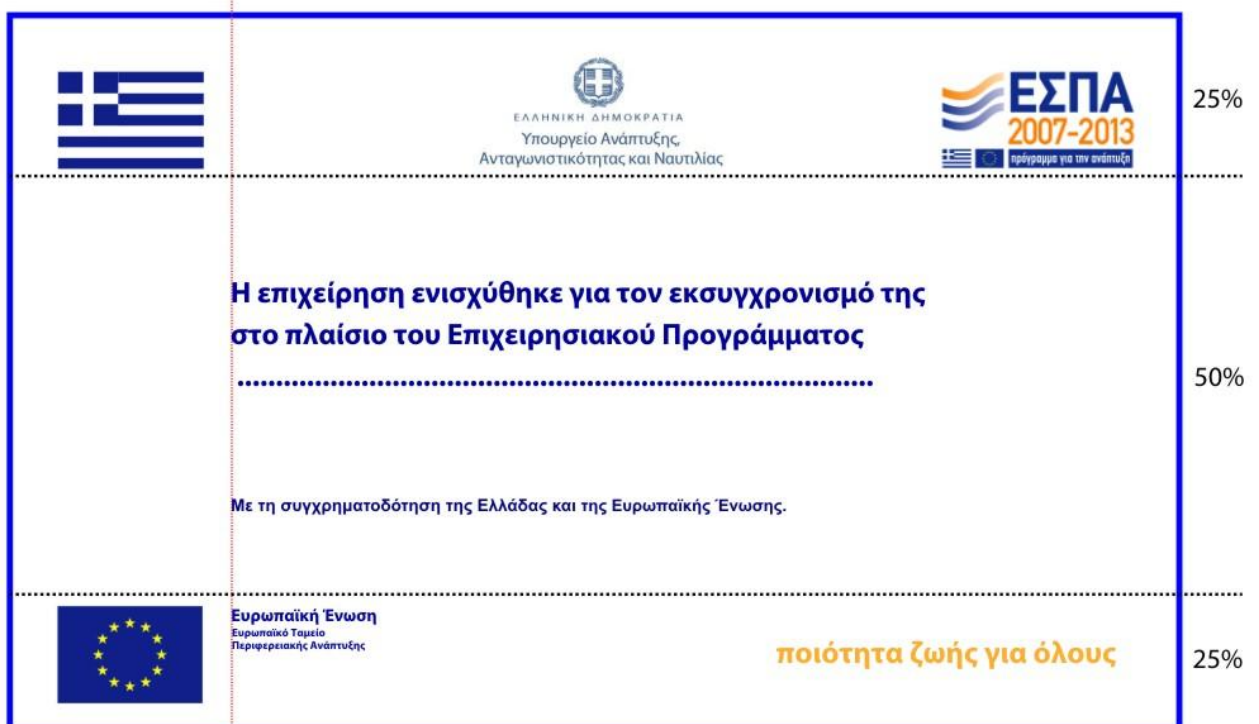 ΕΛΛΗΝΙΚΗ ΔΗΜΟΚΡΑΤΙΑ
Υπουργείο Ανάπτυξης,
Ανταγωνιστικότητας και Ναυτιλίας
ΕΣΠΑ
2007-2013
πρόγραμμα για την ανάπτυξη
25%
Η επιχείρηση ενισχύθηκε για τον εκσυγχρονισμό της
στο πλαίσιο του Επιχειρησιακού Προγράμματος
...................................................................................
50%
Με τη συγχρηματοδότηση της Ελλάδας και της Ευρωπαϊκής Ένωσης.
Ευρωπαϊκή Ένωση
Ευρωπαϊκό Ταμείο
Περιφερειακής Ανάπτυξης
ποιότητα ζωής για όλους
25%